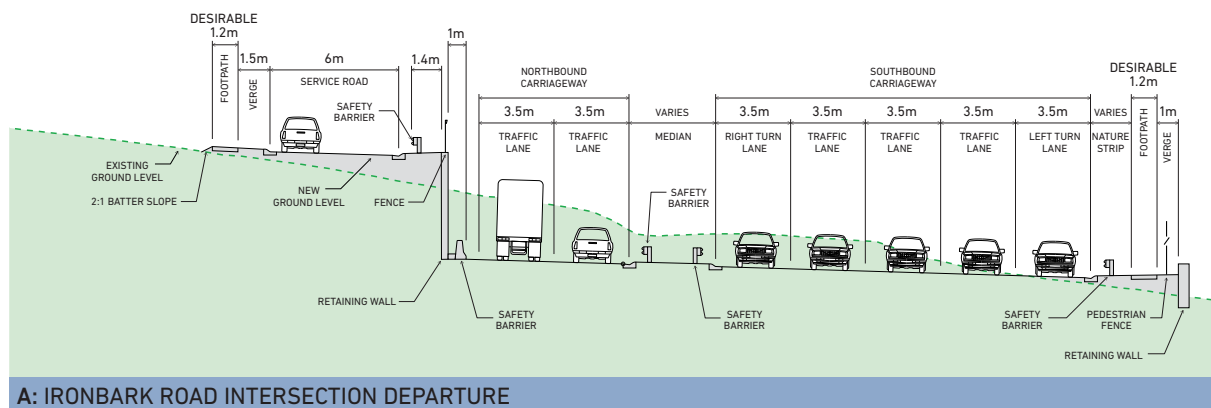 DESIRABLE
1.2m
1.5m
6m
1.4m
1m
FOOTPATH
VERGE
SERVICE ROAD
SAFETY
BARRIER
NORTHBOUND
CARRIAGEWAY
3.5m
3.5m
TRAFFIC
LANE
TRAFFIC
LANE
VARIES
MEDIAN
SOUTHBOUND
CARRIAGEWAY
3.5m
3.5m
3.5m
3.5m
3.5m
RIGHT TURN
LANE
TRAFFIC
LANE
TRAFFIC
LANE
TRAFFIC
LANE
LEFT TURN
LANE
DESIRABLE
1.2m
VARIES
1m
NATURE
STRIP
FOOTPATH
VERGE
EXISTING
GROUND LEVEL
2:1 BATTER SLOPE
NEW
GROUND LEVEL
FENCE
SAFETY
BARRIER
RETAINING WALL
SAFETY
BARRIER
SAFETY
BARRIER
SAFETY
BARRIER
PEDESTRIAN
FENCE
RETAINING WALL
A: IRONBARK ROAD INTERSECTION DEPARTURE